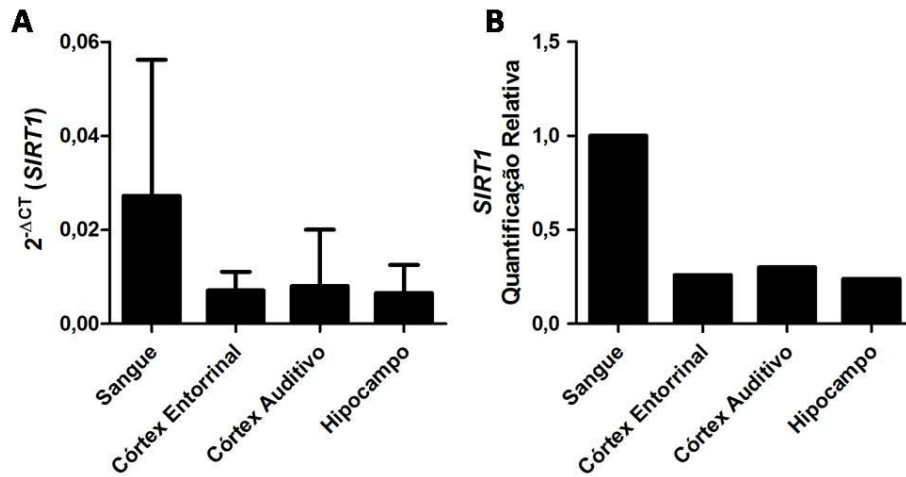 A
2^-ΔCT (SIRT1)
0,06
0,04
0,02
0,00
Sangue
Córtex Entorrinal
Córtex Auditivo
Hipocampo
B
SIRT1
Quantificação Relativa
1,5
1,0
0,5
0,0
Sangue
Córtex Entorrinal
Córtex Auditivo
Hipocampo